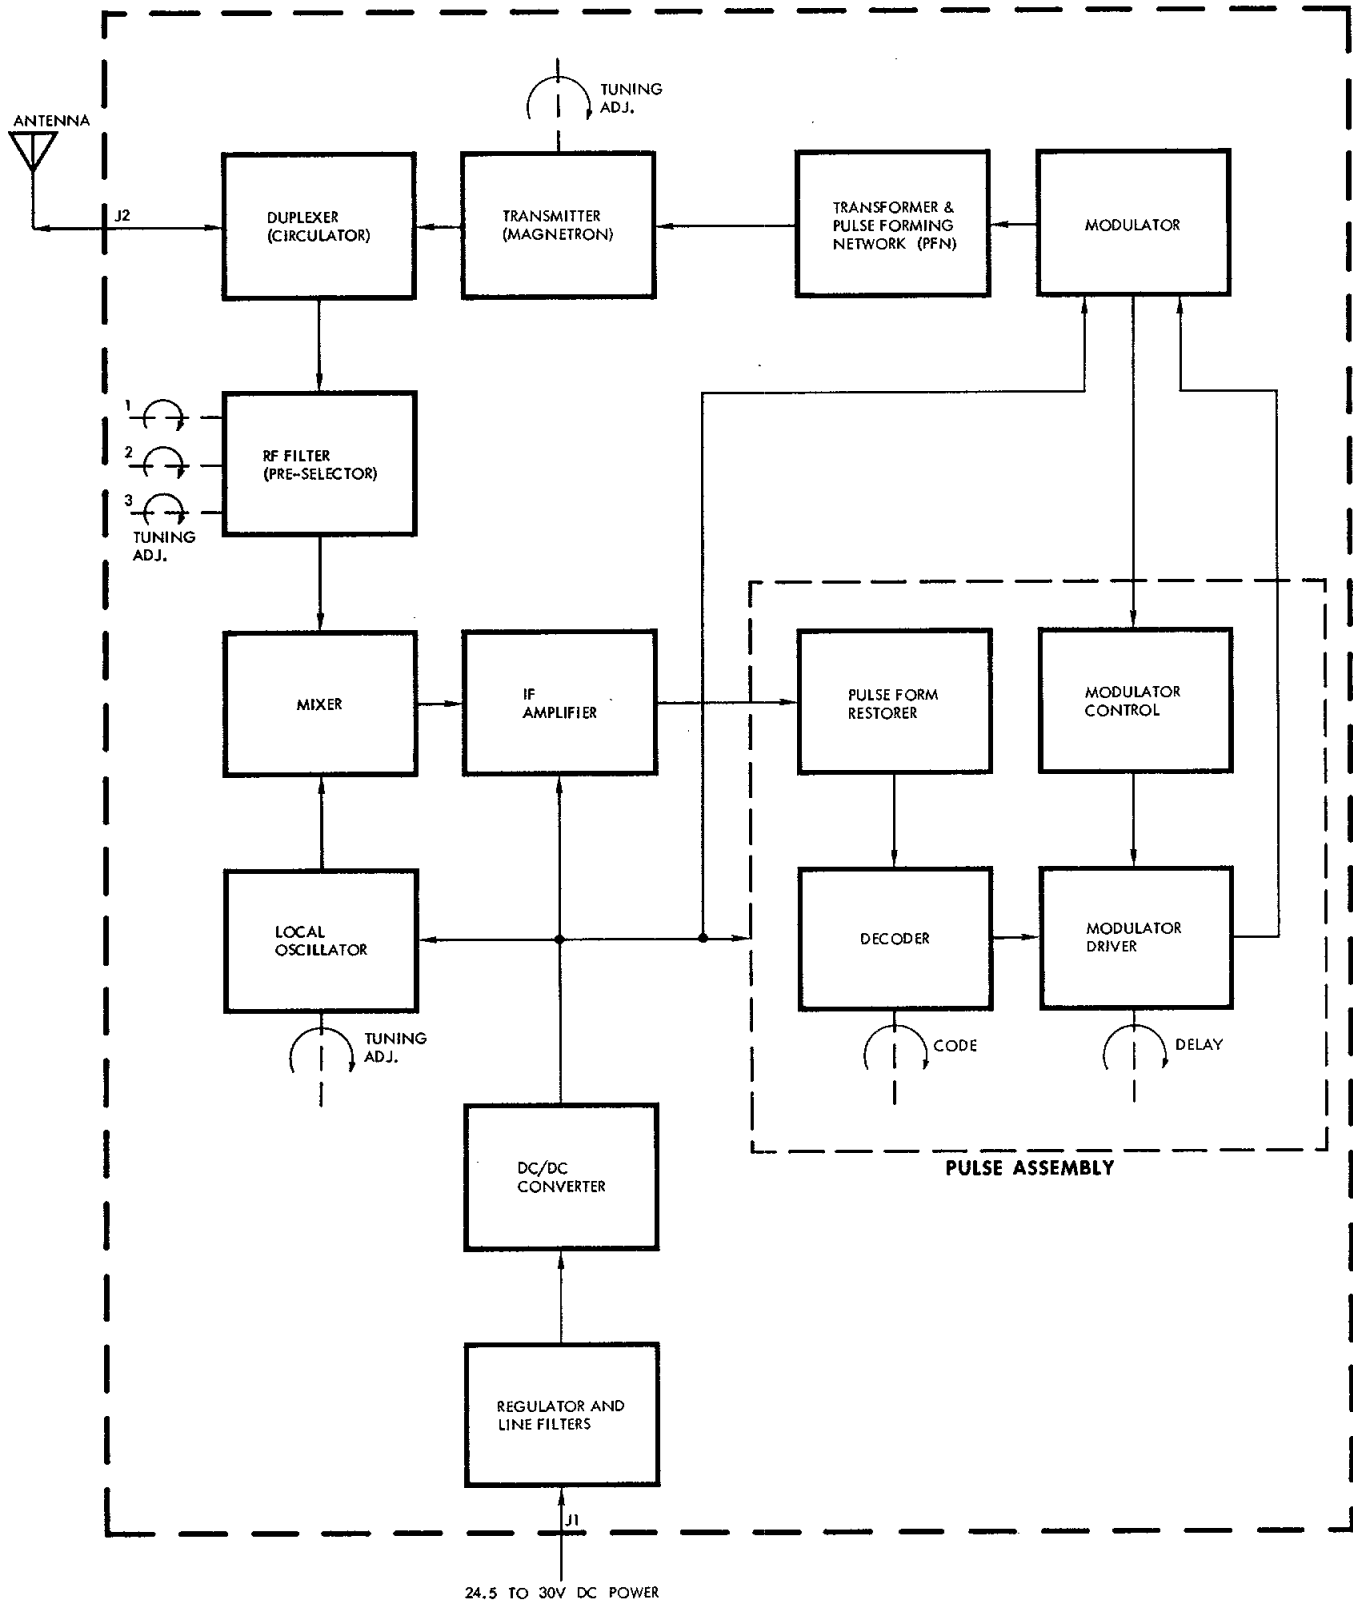 TUNING
ADJ.
ANTENNA
J2
DUPLEXER
(CIRCULATOR)
TRANSMITTER
(MAGNETRON)
TRANSFORMER &
PULSE FORMING
NETWORK (PFN)
MODULATOR
1
2
3
TUNING
ADJ.
RF FILTER
(PRE-SELECTOR)
MIXER
IF
AMPLIFIER
PULSE FORM
RESTORER
MODULATOR
CONTROL
LOCAL
OSCILLATOR
DECODER
MODULATOR
DRIVER
TUNING
ADJ.
CODE
DELAY
PULSE ASSEMBLY
DC/DC
CONVERTER
REGULATOR AND
LINE FILTERS
J1
24.5 TO 30V DC POWER